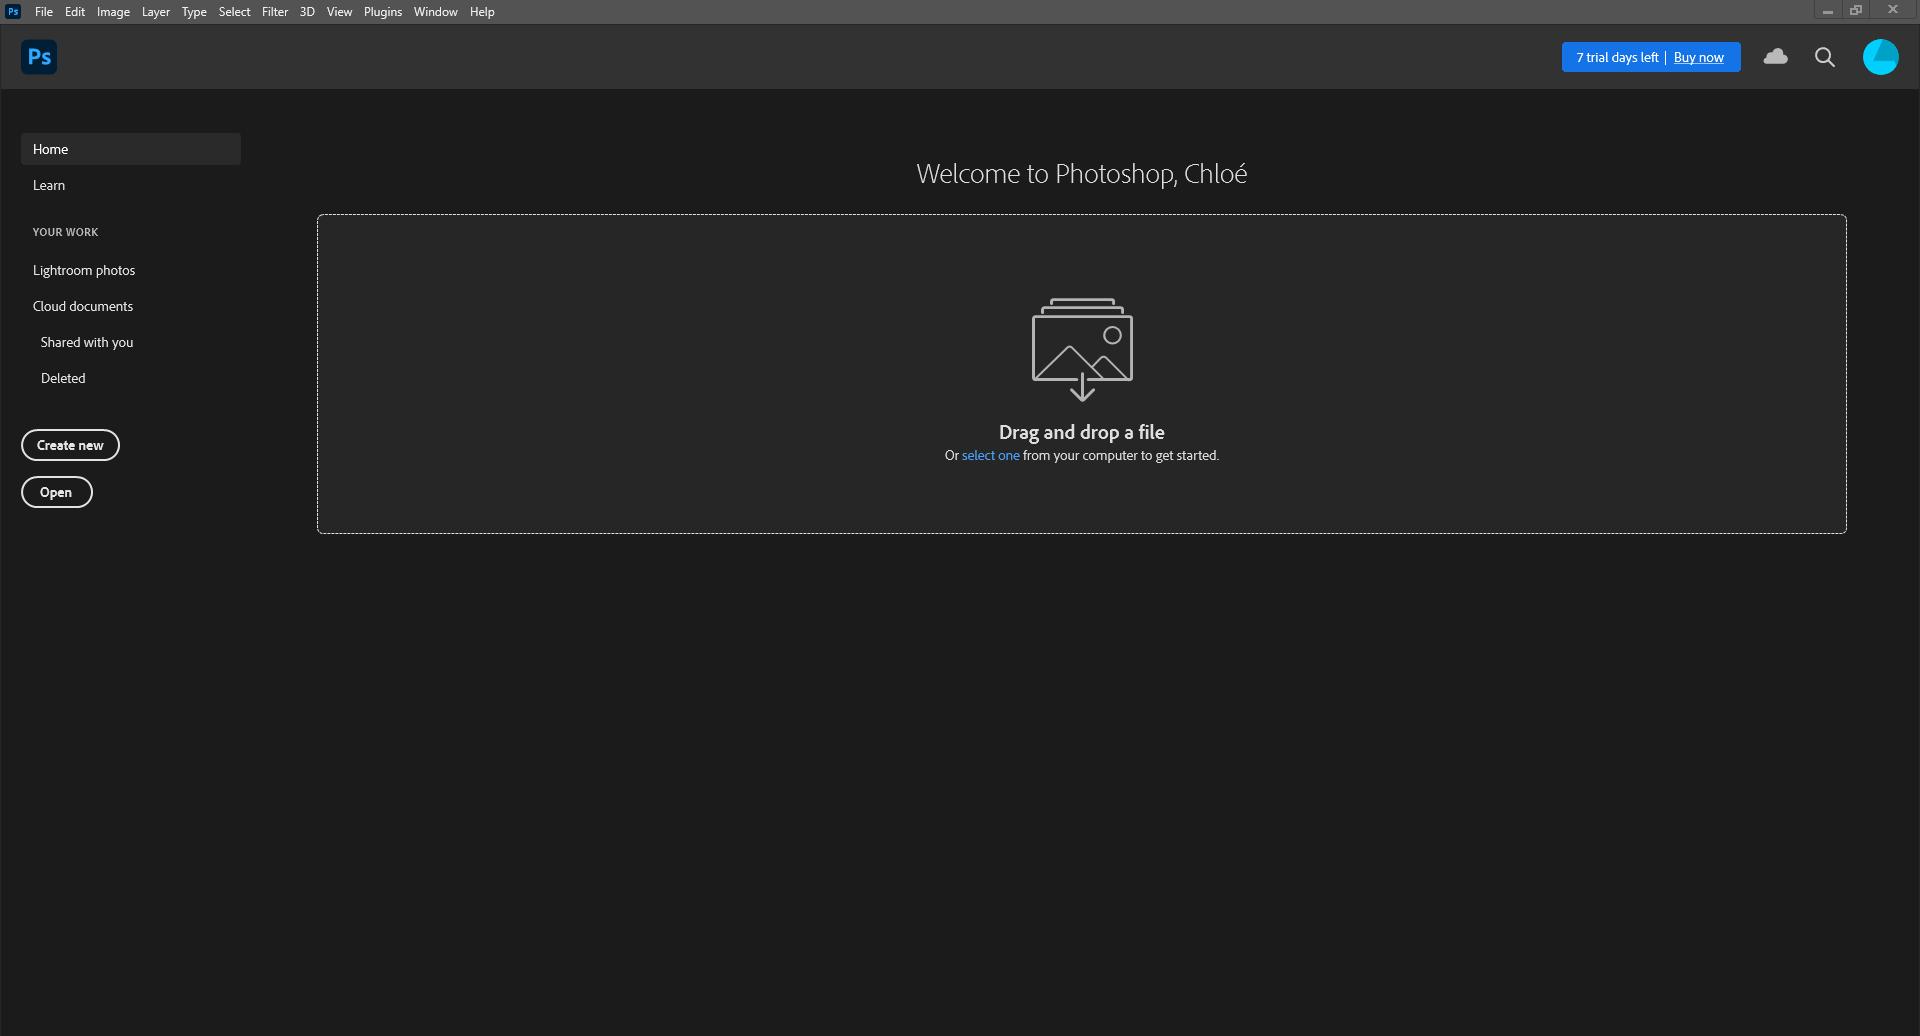 Ps File Edit Image Layer Type Select Filter 3D View Plugins Window Help
Ps
7 trial days left | Buy now
Home
Learn
YOUR WORK
Lightroom photos
Cloud documents
Shared with you
Deleted
Create new
Open
Welcome to Photoshop, Chloé
Drag and drop a file
Or select one from your computer to get started.